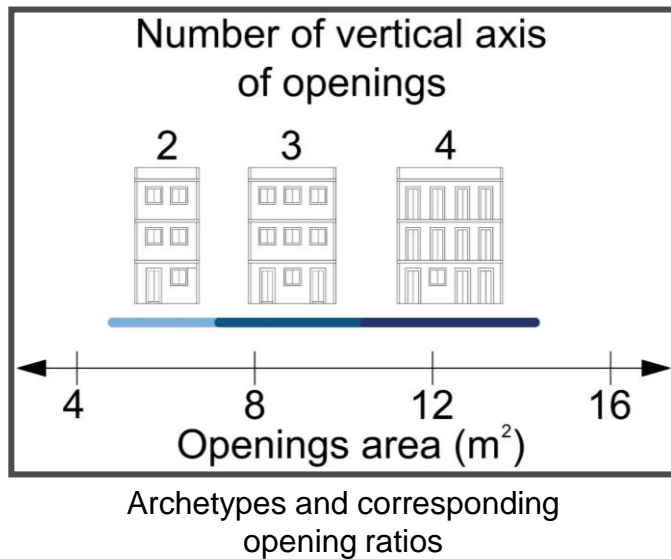 Number of vertical axis
of openings
2 3 4
4 8 12 16
Openings area (m²)
Archetypes and corresponding
opening ratios